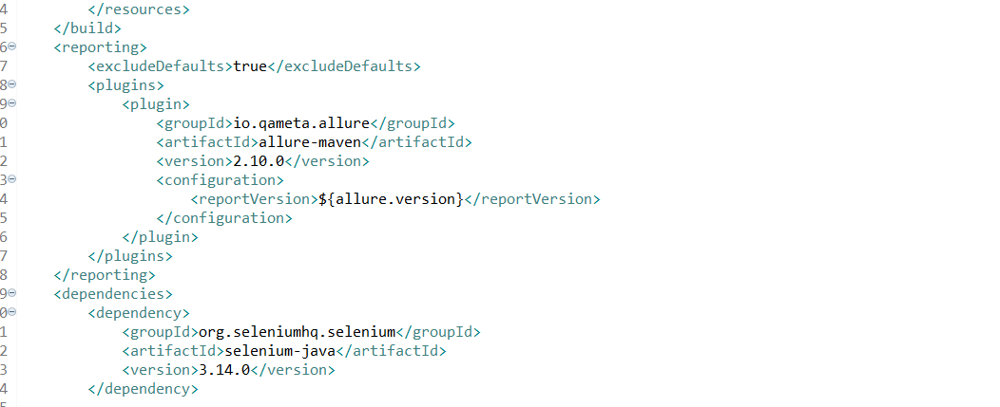 4 </resources>
5 </build>
6 <reporting>
7 <excludeDefaults>true</excludeDefaults>
8 <plugins>
9 <plugin>
0 <groupId>io.qameta.allure</groupId>
1 <artifactId>allure-maven</artifactId>
2 <version>2.10.0</version>
3 <configuration>
4 <reportVersion>${allure.version}</reportVersion>
5 </configuration>
6 </plugin>
7 </plugins>
8 </reporting>
9 <dependencies>
0 <dependency>
1 <groupId>org.seleniumhq.selenium</groupId>
2 <artifactId>selenium-java</artifactId>
3 <version>3.14.0</version>
4 </dependency>